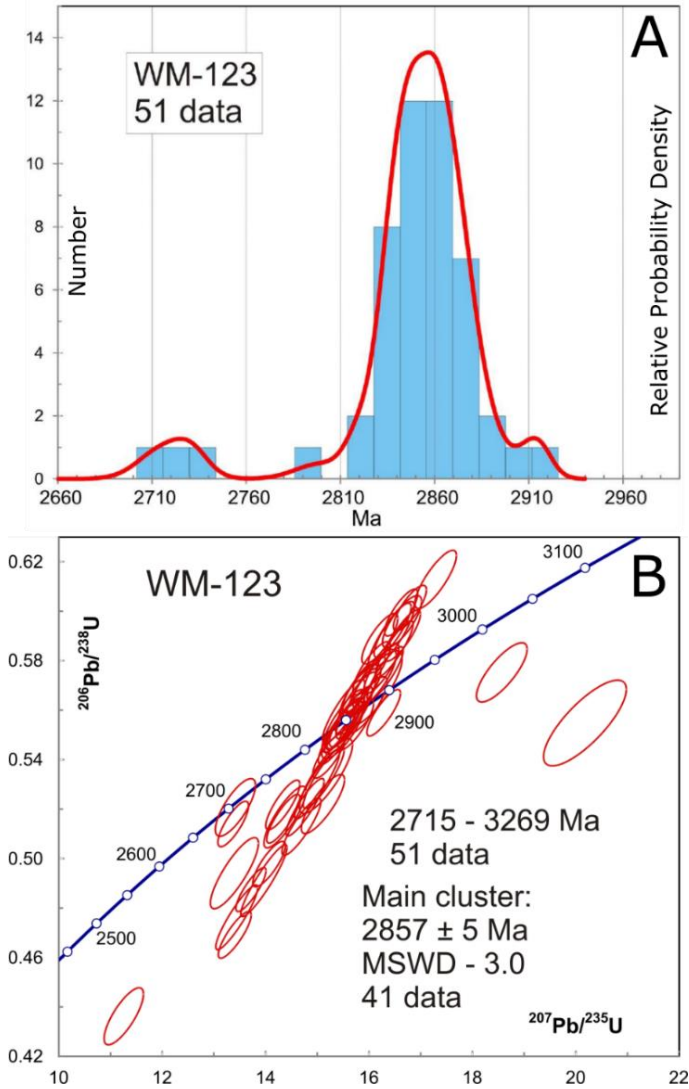 A
WM-123
51 data
Number
Relative Probability Density
14
12
10
8
6
4
2
0
2660 2710 2760 2810 2860 2910 2960
Ma
B
WM-123
206Pb/238U
0.62
0.58
0.54
0.50
0.46
0.42
3100
3000
2900
2800
2700
2600
2500
2715 - 3269 Ma
51 data
Main cluster:
2857 ± 5 Ma
MSWD - 3.0
41 data
207Pb/235U
10 12 14 16 18 20 22